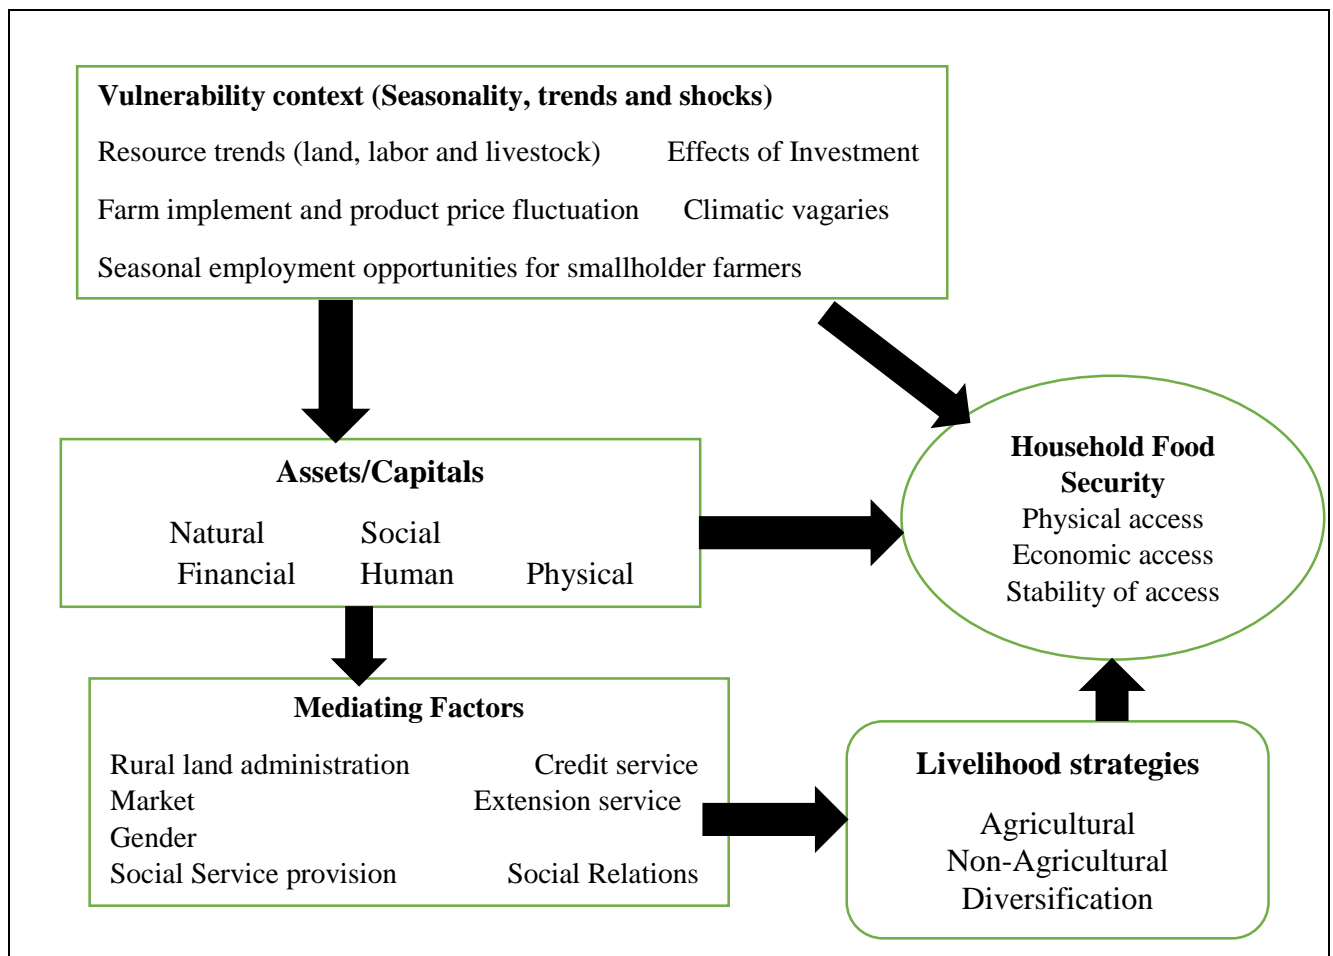 Vulnerability context (Seasonality, trends and shocks)
Resource trends (land, labor and livestock) Effects of Investment
Farm implement and product price fluctuation Climatic vagaries
Seasonal employment opportunities for smallholder farmers
Assets/Capitals
Natural Social
Financial Human Physical
Household Food
Security
Physical access
Economic access
Stability of access
Mediating Factors
Rural land administration Credit service
Market Extension service
Gender
Social Service provision Social Relations
Livelihood strategies
Agricultural
Non-Agricultural
Diversification